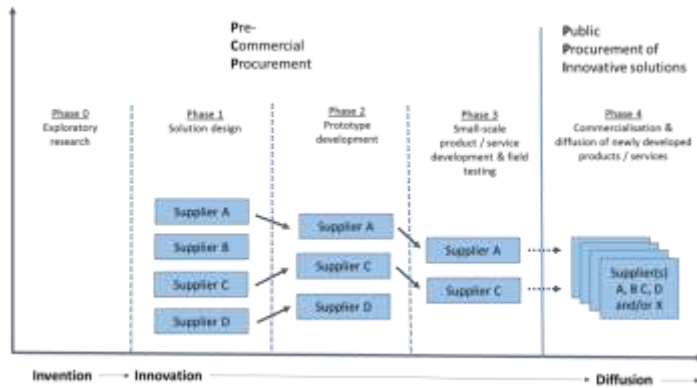 Pre-
Commercial
Procurement
Public
Procurement of
Innovative solutions
Phase 0
Exploratory
research
Phase 1
Solution design
Phase 2
Prototype
development
Phase 3
Small-scale
product / service
development & field
testing
Phase 4
Commercialisation &
diffusion of newly developed
products / services
Supplier A
Supplier B
Supplier C
Supplier D
Supplier A
Supplier C
Supplier D
Supplier A
Supplier C
Supplier(s)
A, B C, D
and/or X
Invention
Innovation
Diffusion